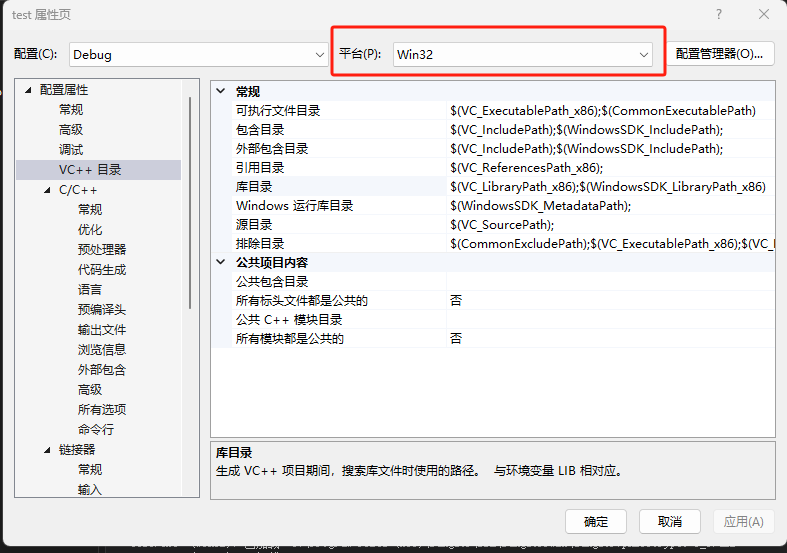 test 属性页
配置(C): Debug 平台(P): Win32 配置管理器(O)...
配置属性
常规
高级
调试
VC++ 目录
C/C++
常规
优化
预处理器
代码生成
语言
预编译头
输出文件
浏览信息
外部包含
高级
所有选项
命令行
链接器
常规
输入
常规
可执行文件目录 $(VC_ExecutablePath_x86);$(CommonExecutablePath)
包含目录 $(VC_IncludePath);$(WindowsSDK_IncludePath);
外部包含目录 $(VC_IncludePath);$(WindowsSDK_IncludePath);
引用目录 $(VC_ReferencesPath_x86);
库目录 $(VC_LibraryPath_x86);$(WindowsSDK_LibraryPath_x86)
Windows 运行库目录 $(WindowsSDK_MetadataPath);
源目录 $(VC_SourcePath);
排除目录 $(CommonExcludePath);$(VC_ExecutablePath_x86);$(VC_
公共项目内容
公共包含目录
所有标头文件都是公共的 否
公共 C++ 模块目录
所有模块都是公共的 否
库目录
生成 VC++ 项目期间，搜索库文件时使用的路径。 与环境变量 LIB 相对应。
确定 取消 应用(A)